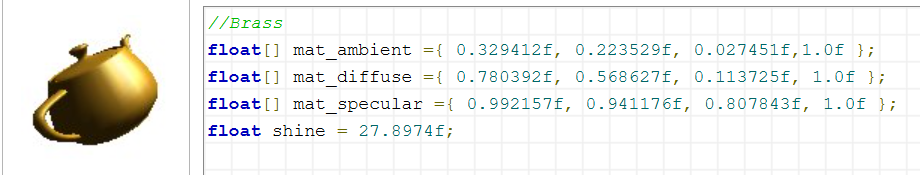 //Brass
float[] mat_ambient ={ 0.329412f, 0.223529f, 0.027451f,1.0f };
float[] mat_diffuse ={ 0.780392f, 0.568627f, 0.113725f, 1.0f };
float[] mat_specular ={ 0.992157f, 0.941176f, 0.807843f, 1.0f };
float shine = 27.8974f;